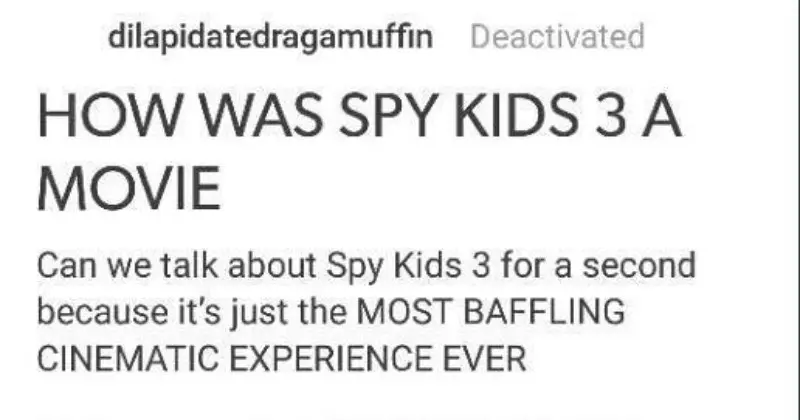 dilapidatedragamuffin Deactivated
HOW WAS SPY KIDS 3 A
MOVIE
Can we talk about Spy Kids 3 for a second
because it's just the MOST BAFFLING
CINEMATIC EXPERIENCE EVER